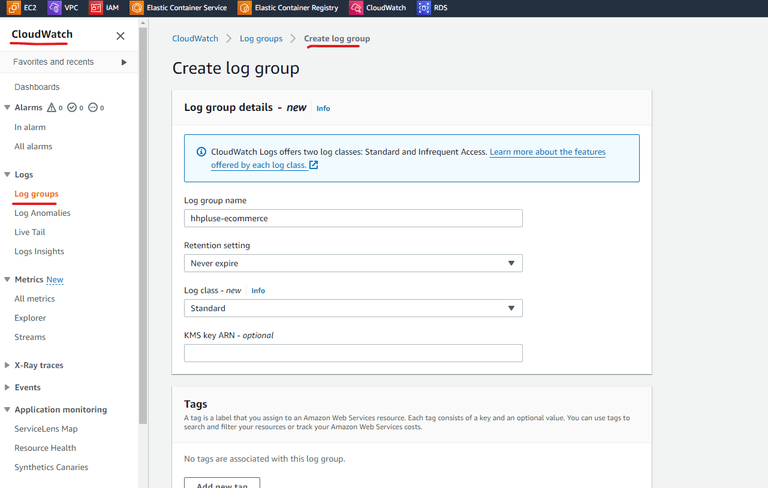 EC2 VPC IAM Elastic Container Service Elastic Container Registry CloudWatch RDS
CloudWatch
Favorites and recents
Dashboards
Alarms 0 0 0
In alarm
All alarms
Logs
Log groups
Log Anomalies
Live Tail
Logs Insights
Metrics New
All metrics
Explorer
Streams
X-Ray traces
Events
Application monitoring
ServiceLens Map
Resource Health
Synthetics Canaries
CloudWatch Log groups Create log group
Create log group
Log group details - new Info
CloudWatch Logs offers two log classes: Standard and Infrequent Access. Learn more about the features
offered by each log class.
Log group name
hhpluse-ecommerce
Retention setting
Never expire
Log class - new Info
Standard
KMS key ARN - optional
Tags
A tag is a label that you assign to an Amazon Web Services resource. Each tag consists of a key and an optional value. You can use tags to
search and filter your resources or track your Amazon Web Services costs.
No tags are associated with this log group.
Add new tag